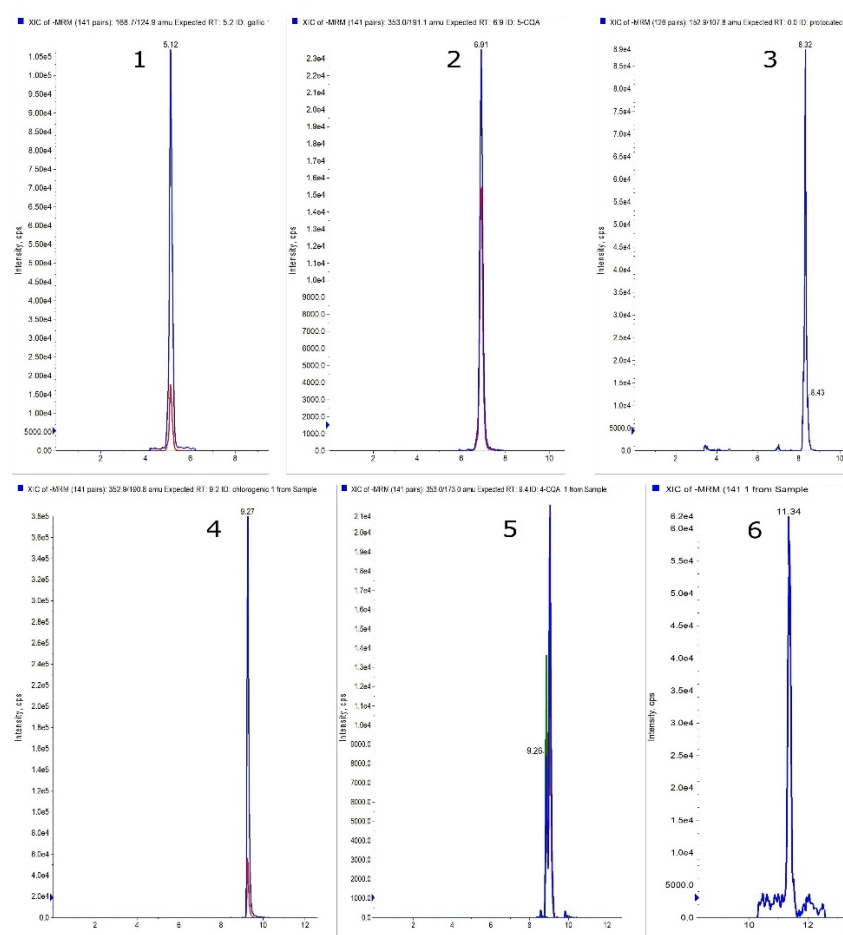 XIC of -MRM (141 pairs): 168.7/124.9 amu Expected RT: 5.2 ID: gallic
5.12
1
1.05e5
1.00e5
9.50e4
9.00e4
8.50e4
8.00e4
7.50e4
7.00e4
6.50e4
6.00e4
5.50e4
5.00e4
4.50e4
4.00e4
3.50e4
3.00e4
2.50e4
2.00e4
1.50e4
1.00e4
5000.00
0.00
Intensity, cps
2 4 6 8
XIC of -MRM (141 pairs): 353.0/191.1 amu Expected RT: 6.9 ID: 5-CQA
6.91
2
2.3e4
2.2e4
2.1e4
2.0e4
1.9e4
1.8e4
1.7e4
1.6e4
1.5e4
1.4e4
1.3e4
1.2e4
1.1e4
1.0e4
9000.0
8000.0
7000.0
6000.0
5000.0
4000.0
3000.0
2000.0
1000.0
0.0
Intensity, cps
2 4 6 8 10
XIC of -MRM (128 pairs): 152.9/107.8 amu Expected RT: 0.0 ID: protocatec
8.32
3
8.9e4
8.5e4
8.0e4
7.5e4
7.0e4
6.5e4
6.0e4
5.5e4
5.0e4
4.5e4
4.0e4
3.5e4
3.0e4
2.5e4
2.0e4
1.5e4
1.0e4
5000.0
0.0
8.43
Intensity, cps
2 4 6 8 10
XIC of -MRM (141 pairs): 352.9/190.8 amu Expected RT: 9.2 ID: chlorogenic 1 from Sample
9.27
4
3.8e5
3.6e5
3.4e5
3.2e5
3.0e5
2.8e5
2.6e5
2.4e5
2.2e5
2.0e5
1.8e5
1.6e5
1.4e5
1.2e5
1.0e5
8.0e4
6.0e4
4.0e4
2.0e4
0.0
Intensity, cps
2 4 6 8 10 12
XIC of -MRM (141 pairs): 353.0/173.0 amu Expected RT: 9.4 ID: 4-CQA 1 from Sample
5
2.1e4
2.0e4
1.9e4
1.8e4
1.7e4
1.6e4
1.5e4
1.4e4
1.3e4
1.2e4
1.1e4
1.0e4
9000.0
8000.0
7000.0
6000.0
5000.0
4000.0
3000.0
2000.0
1000.0
0.0
9.26
Intensity, cps
2 4 6 8 10 12
XIC of -MRM (141 1 from Sample
11.34
6
6.2e4
6.0e4
5.5e4
5.0e4
4.5e4
4.0e4
3.5e4
3.0e4
2.5e4
2.0e4
1.5e4
1.0e4
5000.0
0.0
Intensity, cps
10 12